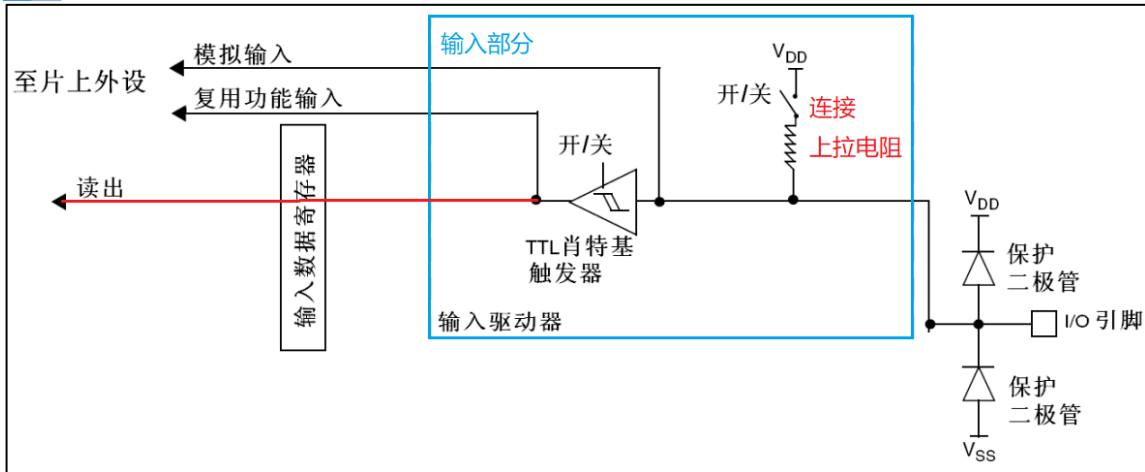 输入部分
模拟输入
V_DD
至片上外设
开/关
连接
复用功能输入
上拉电阻
开/关
读出
输入数据寄存器
TTL肖特基
触发器
V_DD
保护
二极管
输入驱动器
I/O 引脚
保护
二极管
V_SS